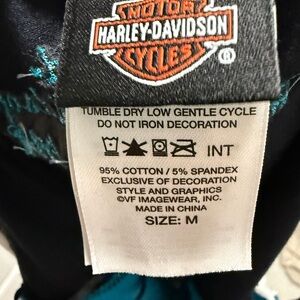 MOTOR
HARLEY-DAVIDSON
CYCLES
®
TUMBLE DRY LOW GENTLE CYCLE
DO NOT IRON DECORATION
INT
95% COTTON / 5% SPANDEX
EXCLUSIVE OF DECORATION
STYLE AND GRAPHICS
©VF IMAGEWEAR, INC.
MADE IN CHINA
SIZE: M